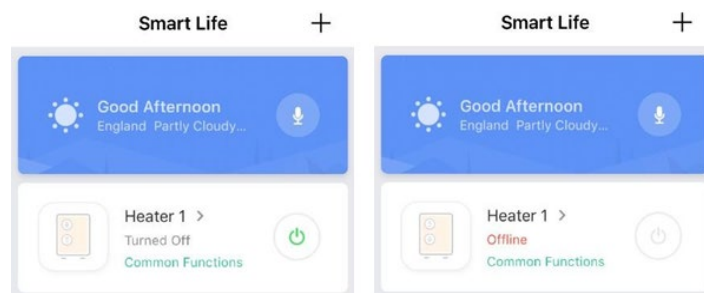 Smart Life +
Good Afternoon
England Partly Cloudy...
Heater 1 >
Turned Off
Common Functions
Smart Life +
Good Afternoon
England Partly Cloudy...
Heater 1 >
Offline
Common Functions